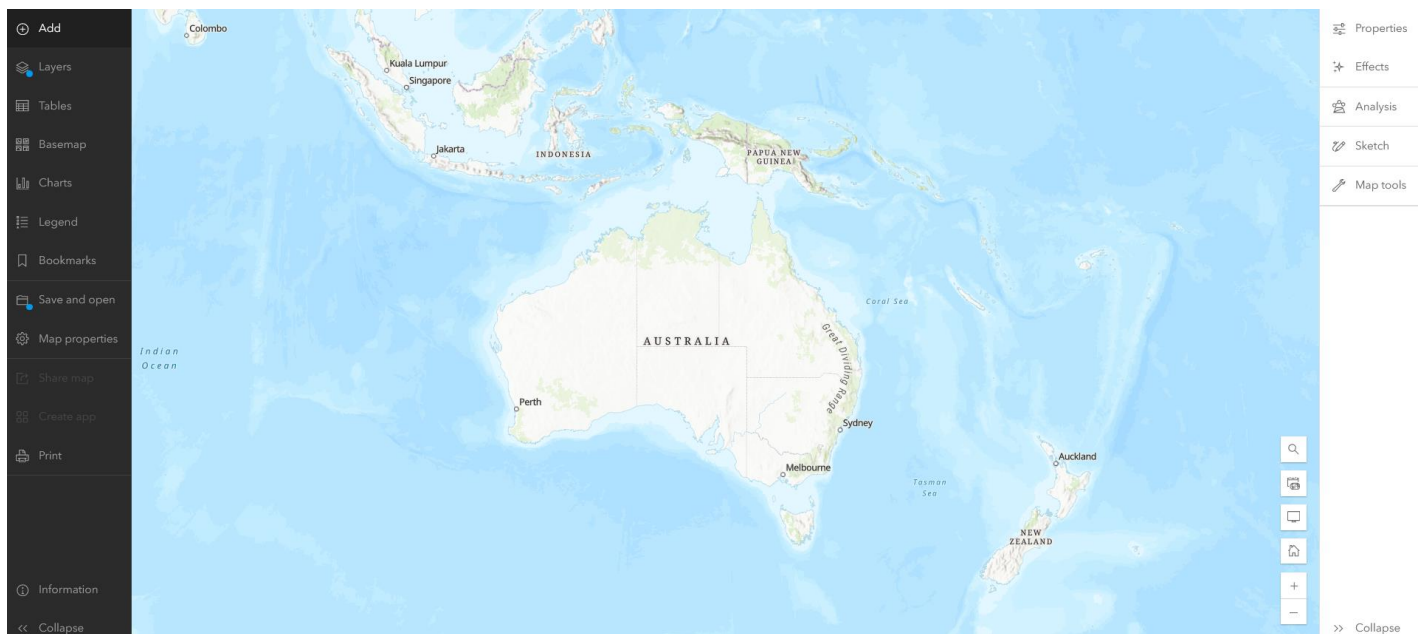 Add
Layers
Tables
Basemap
Charts
Legend
Bookmarks
Save and open
Map properties
Share map
Create app
Print
Information
Collapse
Colombo
Kuala Lumpur
Singapore
Jakarta
INDONESIA
PAPUA NEW
GUINEA
Coral Sea
Great Dividing Range
AUSTRALIA
Indian
Ocean
Perth
Sydney
Melbourne
Tasman
Sea
Auckland
NEW
ZEALAND
Properties
Effects
Analysis
Sketch
Map tools
Collapse